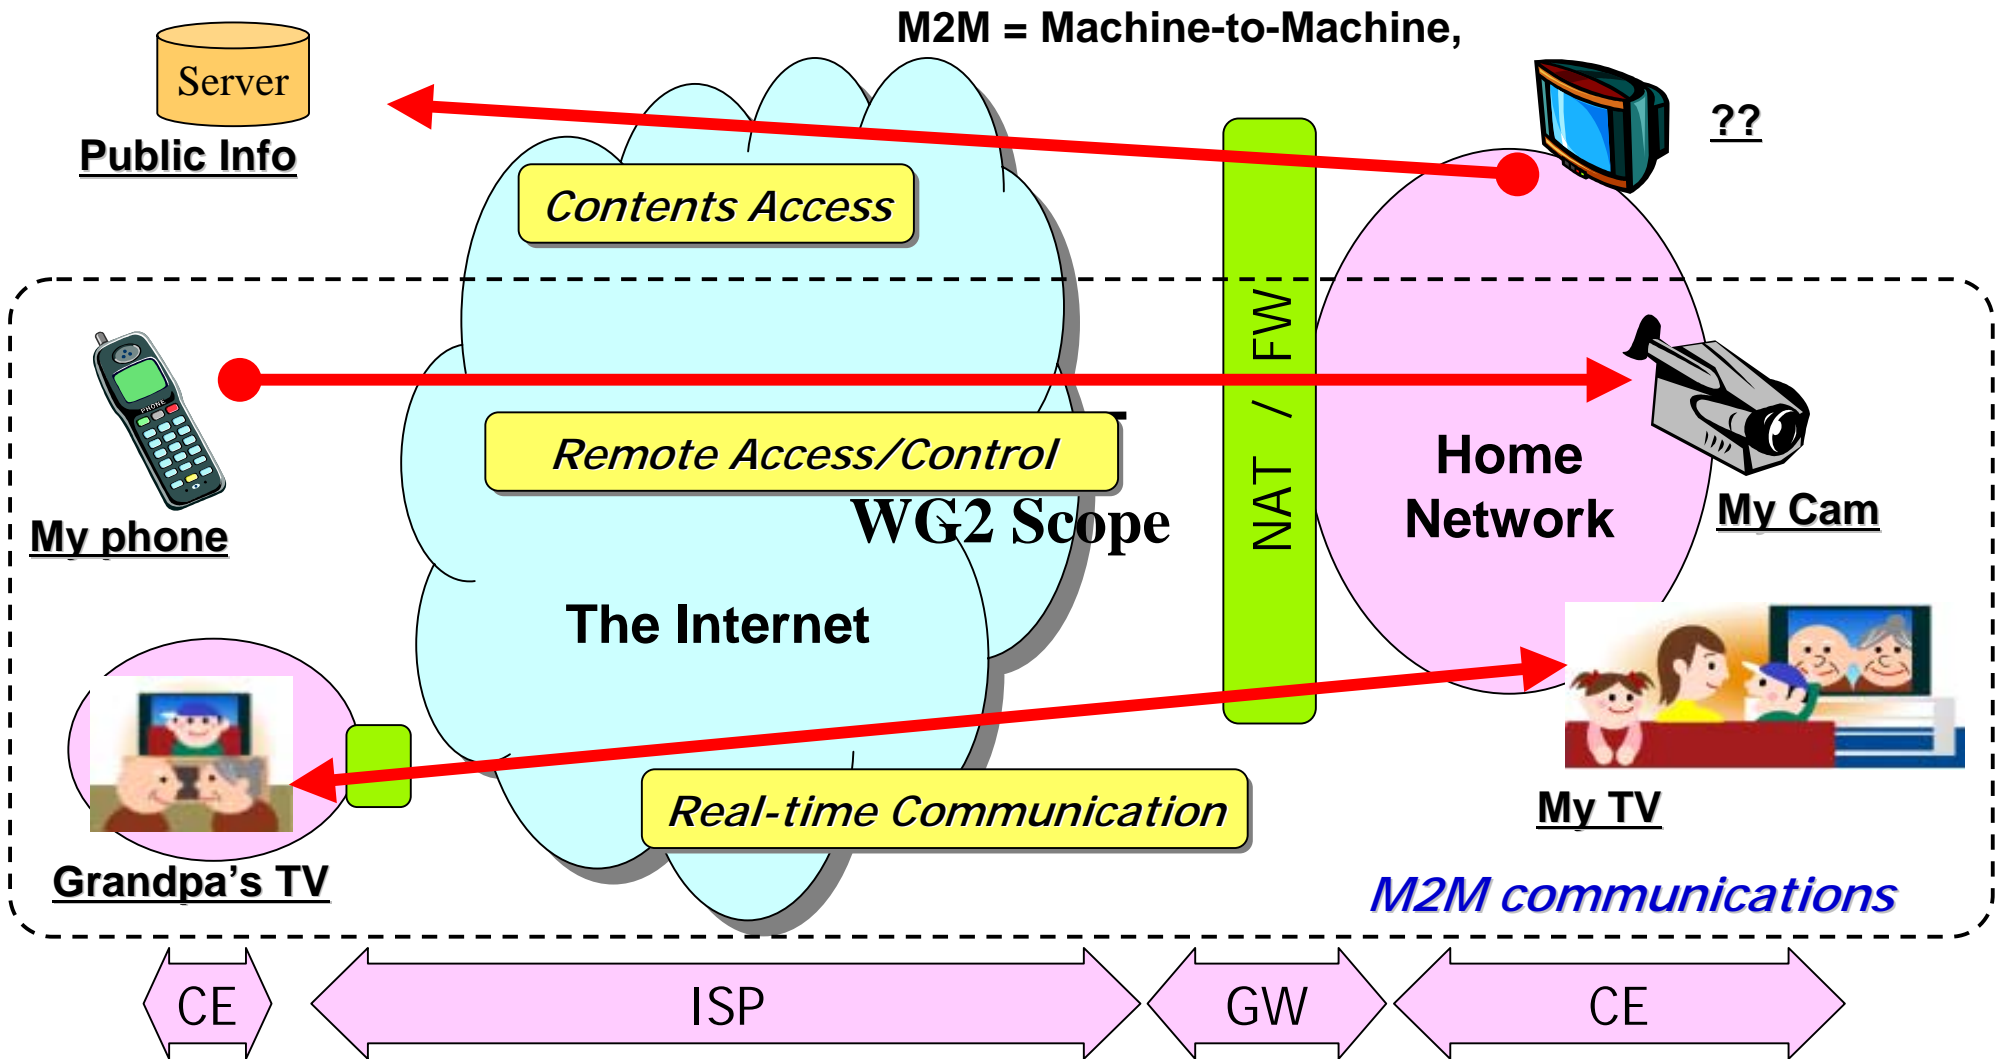 M2M = Machine-to-Machine,
Server
Public Info
??
Contents Access
NAT / FW
Remote Access/Control
WG2 Scope
Home
Network
My phone
My Cam
The Internet
Real-time Communication
My TV
Grandpa's TV
M2M communications
CE
ISP
GW
CE
PHONE